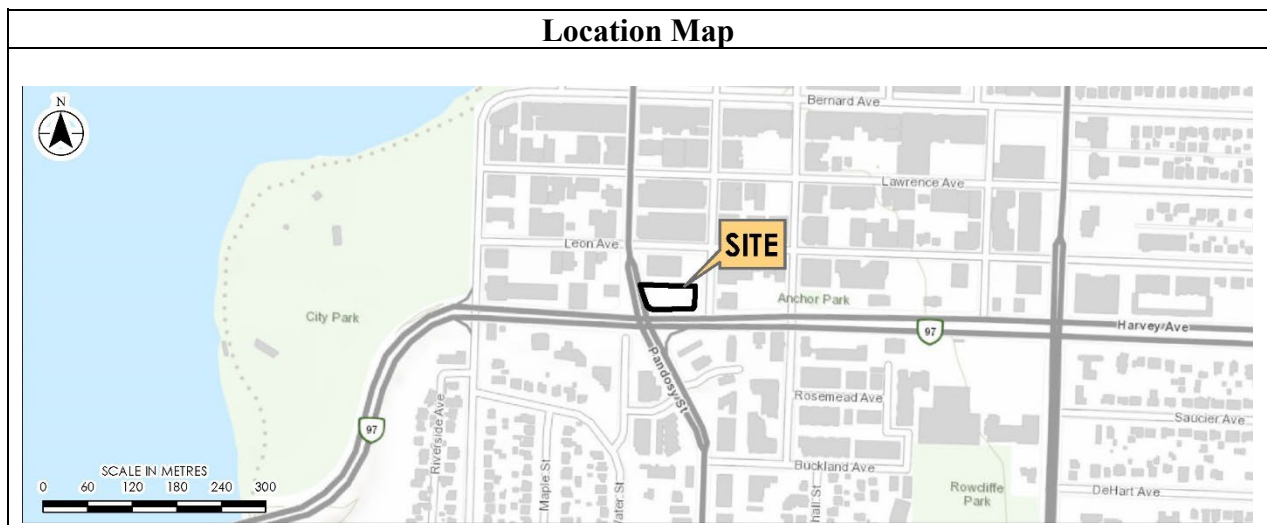 Location Map
N
Bernard Ave
Lawrence Ave
Leon Ave
SITE
City Park
Anchor Park
97
Harvey Ave
Pandosy St
Rosemead Ave
Saucier Ave
97
Riverside Ave
Maple St
SCALE IN METRES
Buckland Ave
0 60 120 180 240 300
Rowcliffe
Park
DeHart Ave